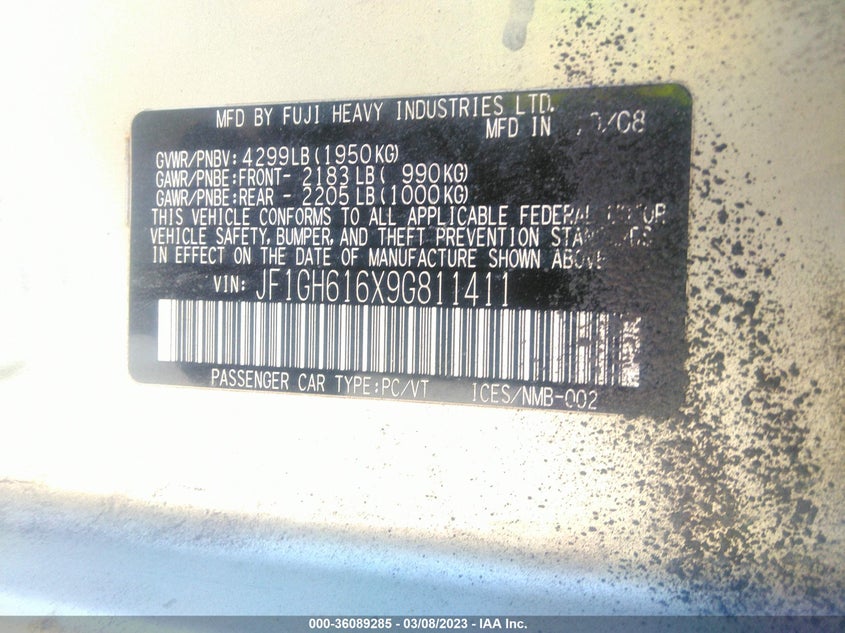 MFD BY FUJI HEAVY INDUSTRIES LTD.
MFD IN
GVWR/PNBV: 4299LB(1950KG)
GAWR/PNBE:FRONT- 2183LB( 990KG)
GAWR/PNBE:REAR - 2205LB(1000KG)
THIS VEHICLE CONFORMS TO ALL APPLICABLE FEDERAL MOTOR
VEHICLE SAFETY, BUMPER, AND THEFT PREVENTION STANDARDS
IN EFFECT ON THE DATE OF MANUFACTURE SHOWN ABOVE
VIN: JF1GH616X9G811411
PASSENGER CAR TYPE:PC/VT ICES/NMB-002
000-36089285 - 03/08/2023 - IAA Inc.